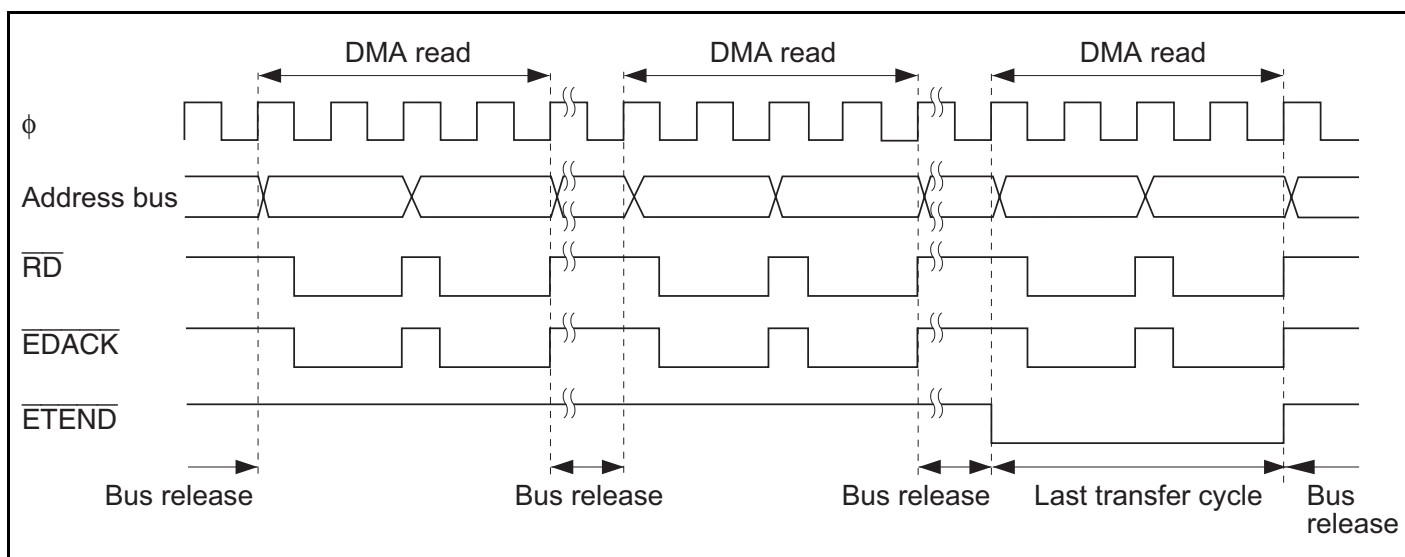 DMA read DMA read DMA read
ϕ
Address bus
RD
EDACK
ETEND
Bus release Bus release Bus release Last transfer cycle Bus
release